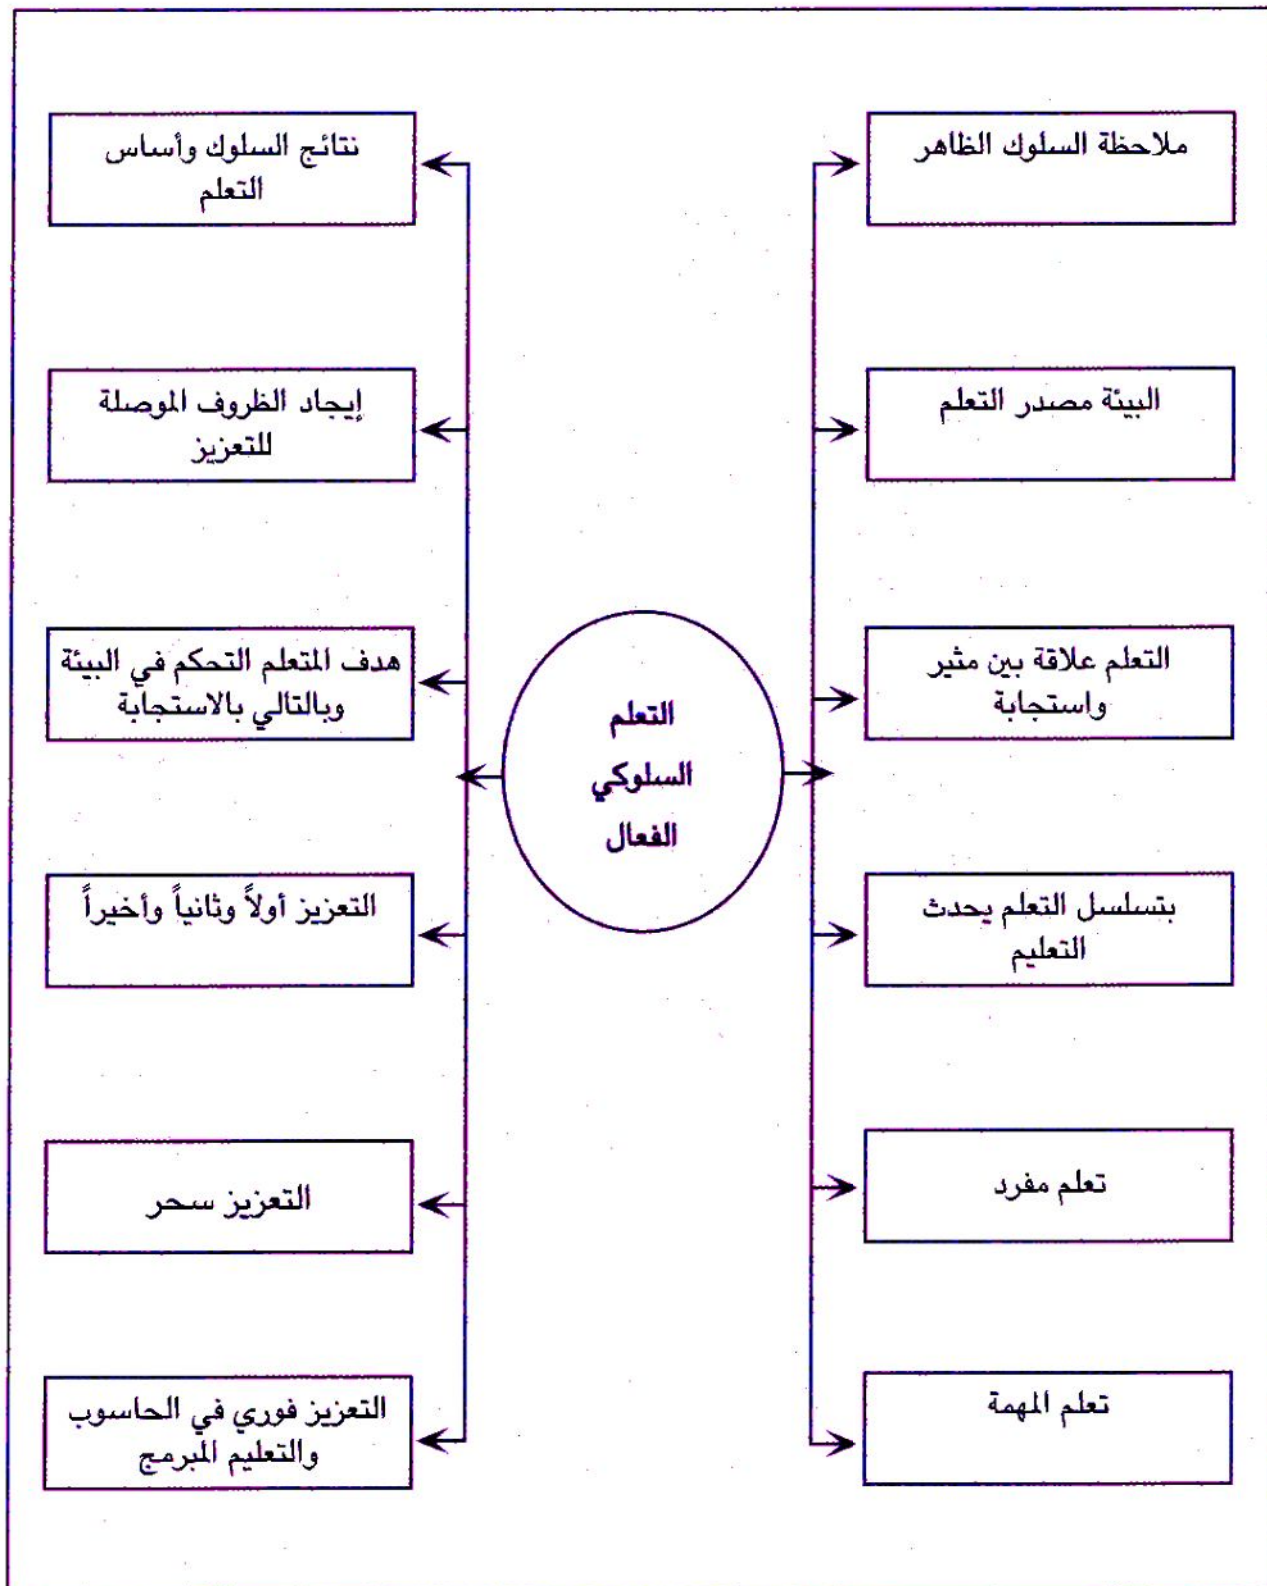 ملاحظة السلوك الظاهر
البيئة مصدر التعلم
التعلم علاقة بين مثير
واستجابة
بتسلسل التعلم يحدث
التعليم
تعلم مفرد
تعلم المهمة
التعلم
السلوكي
الفعال
نتائج السلوك وأساس
التعلم
إيجاد الظروف الموصلة
للتعزيز
هدف المتعلم التحكم في البيئة
وبالتالي بالاستجابة
التعزيز أولاً وثانياً وأخيراً
التعزيز سحر
التعزيز فوري في الحاسوب
والتعليم المبرمج